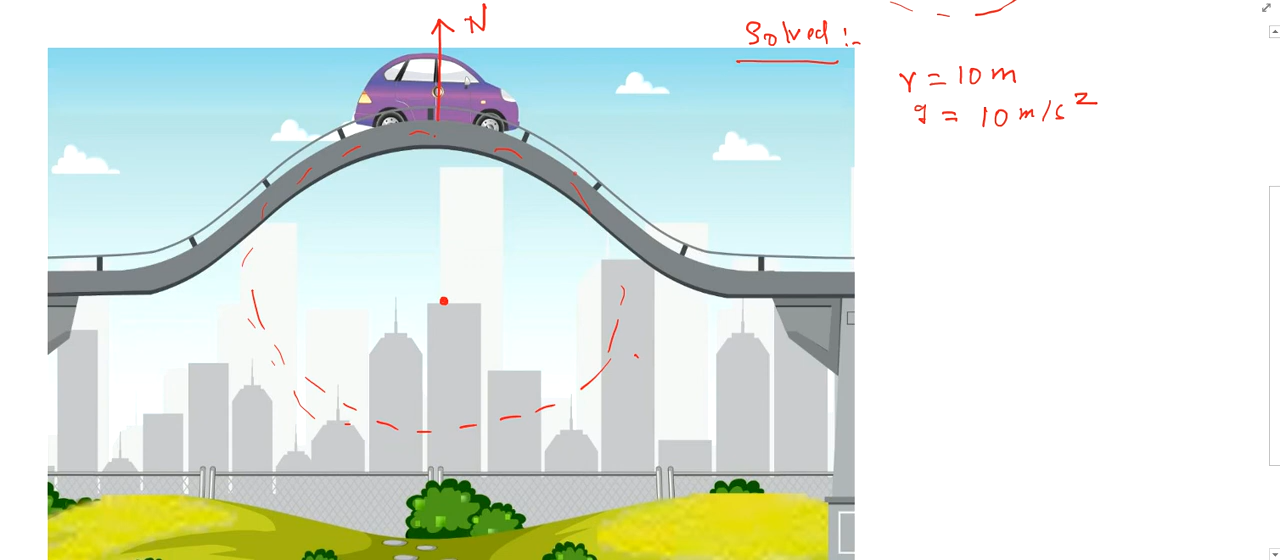 N
Solved :-
r = 10 m
g = 10 m/s²